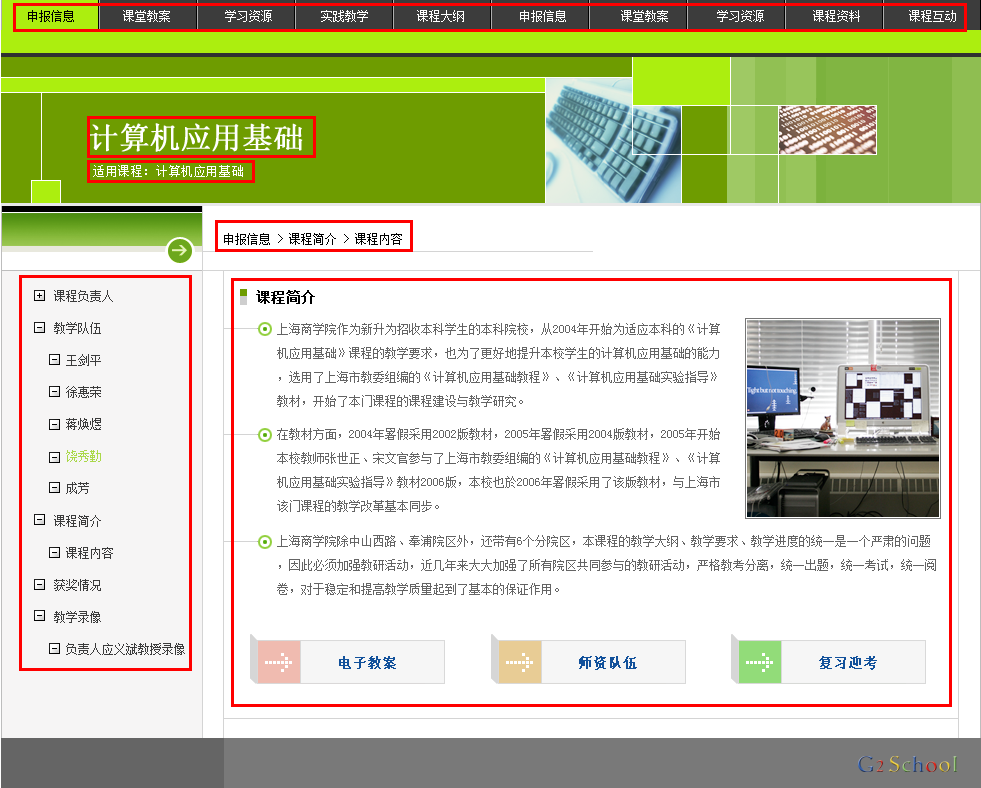 申报信息 课堂教案 学习资源 实践教学 课程大纲 申报信息 课堂教案 学习资源 课程资料 课程互动
计算机应用基础
适用课程：计算机应用基础
申报信息 > 课程简介 > 课程内容
课程负责人
教学队伍
王剑平
徐惠荣
蒋焕煜
饶秀勤
成芳
课程简介
课程内容
获奖情况
教学录像
负责人应义斌教授录像
课程简介
上海商学院作为新升为招收本科学生的本科院校，从2004年开始为适应本科的《计算
机应用基础》课程的教学要求，也为了更好地提升本校学生的计算机应用基础的能力
，选用了上海市教委组编的《计算机应用基础教程》、《计算机应用基础实验指导》
教材，开始了本门课程的课程建设与教学研究。
在教材方面，2004年署假采用2002版教材，2005年署假采用2004版教材，2005年开始
本校教师张世正、宋文官参与了上海市教委组编的《计算机应用基础教程》、《计算
机应用基础实验指导》教材2006版，本校也於2006年署假采用了该版教材，与上海市
该门课程的教学改革基本同步。
上海商学院除中山西路、奉浦院区外，还带有6个分院区，本课程的教学大纲、教学要求、教学进度的统一是一个严肃的问题
，因此必须加强教研活动，近几年来大大加强了所有院区共同参与的教研活动，严格教考分离，统一出题，统一考试，统一阅
卷，对于稳定和提高教学质量起到了基本的保证作用。
电子教案 师资队伍 复习迎考
G2School